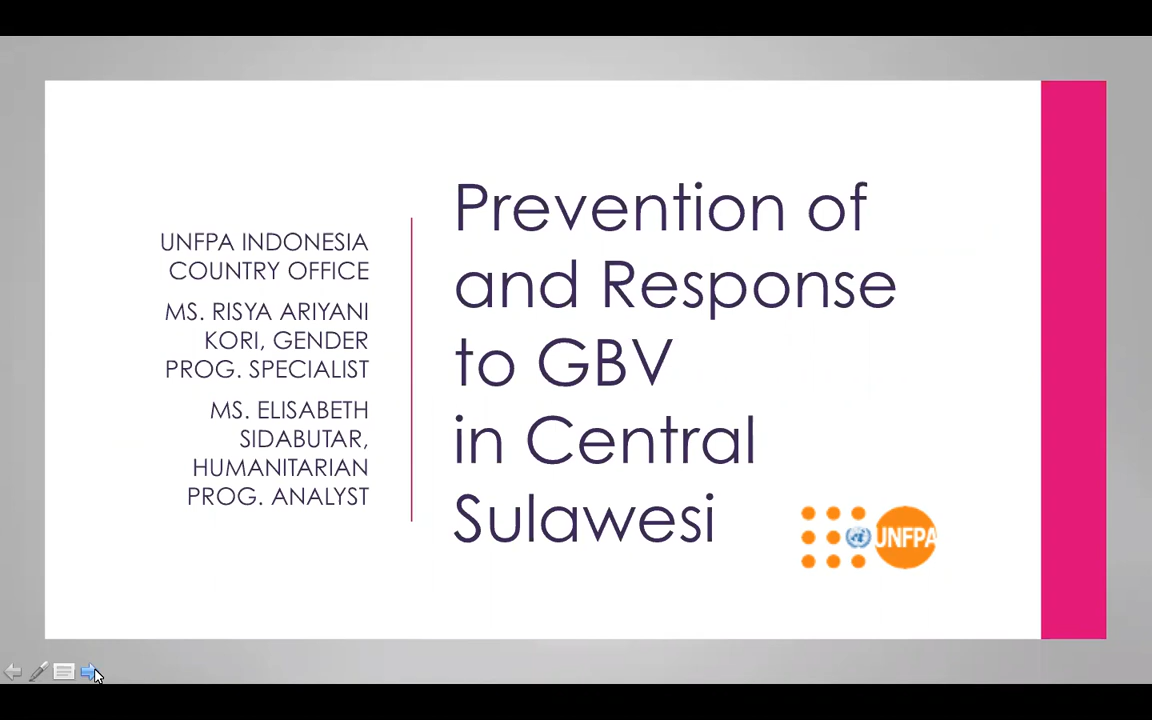 UNFPA INDONESIA
COUNTRY OFFICE
MS. RISYA ARIYANI
KORI, GENDER
PROG. SPECIALIST
MS. ELISABETH
SIDABUTAR,
HUMANITARIAN
PROG. ANALYST
Prevention of
and Response
to GBV
in Central
Sulawesi
UNFPA